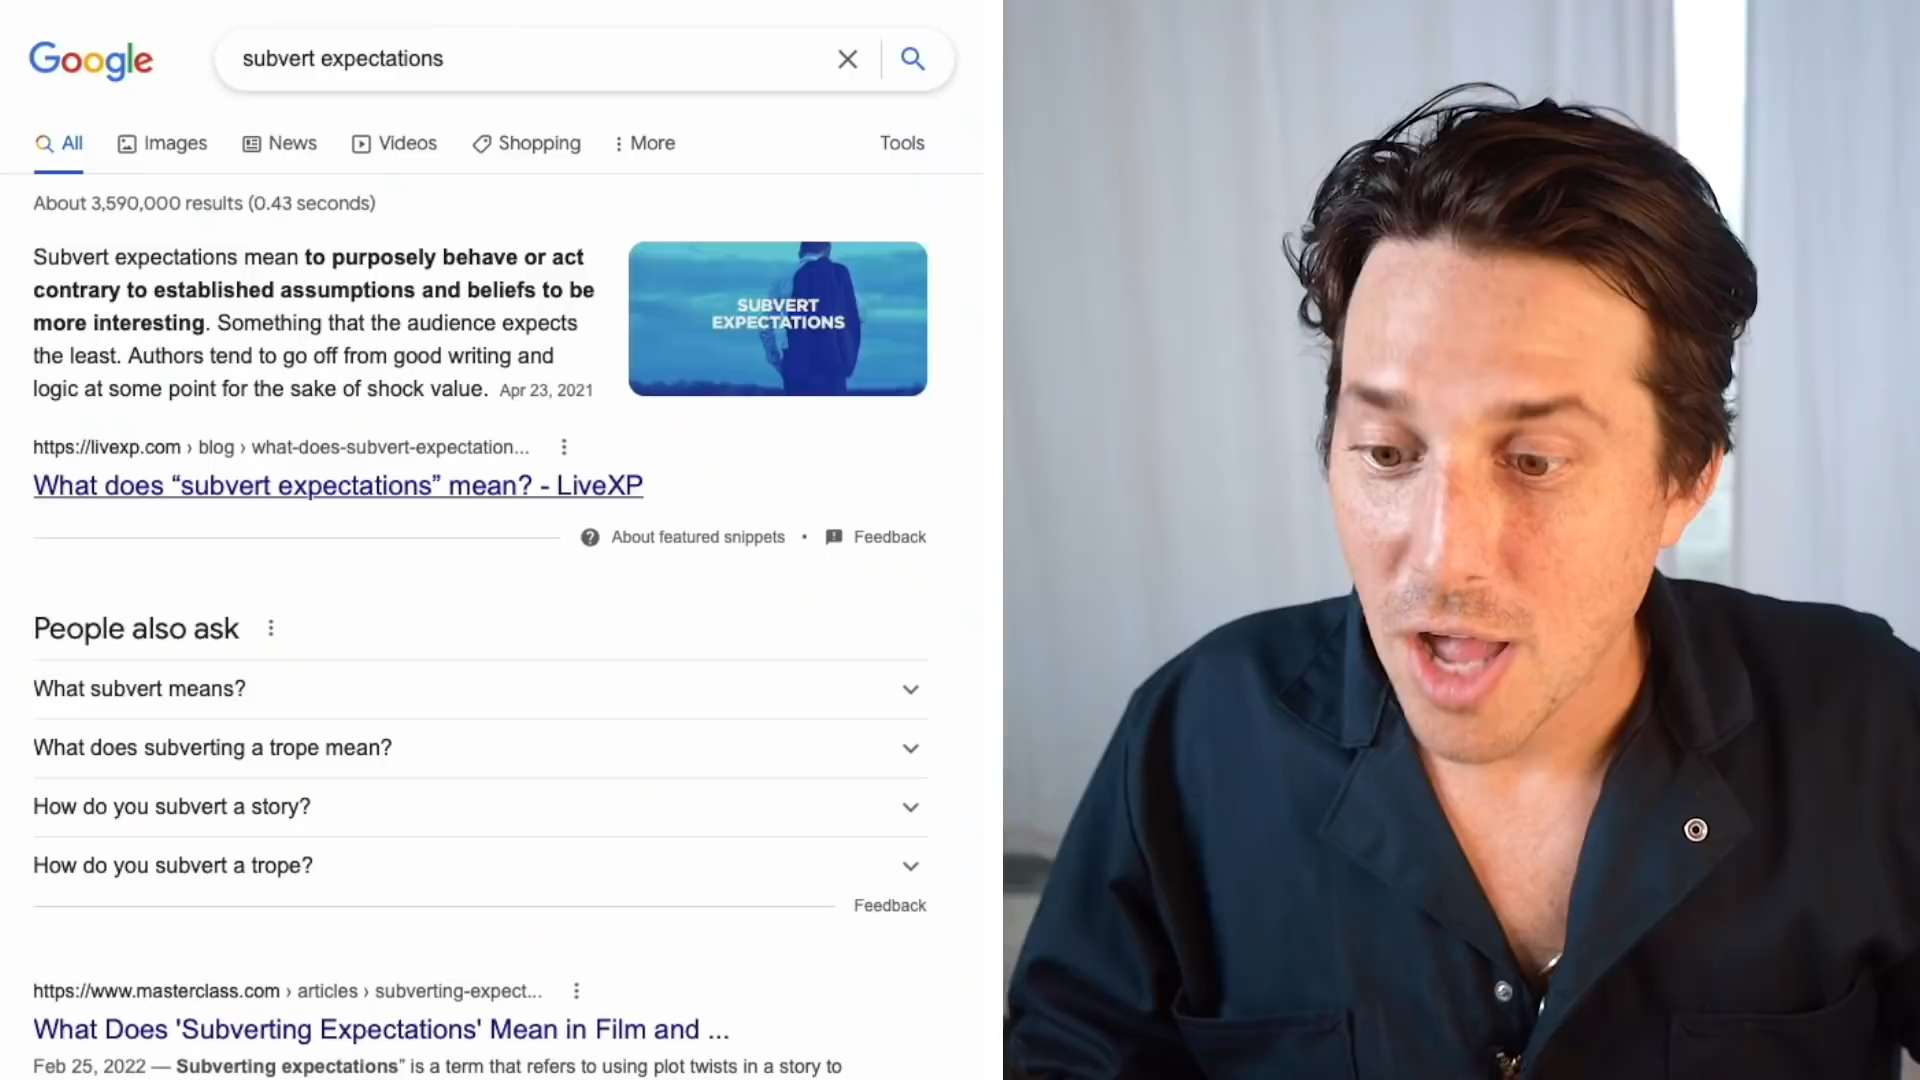 Google
subvert expectations
All Images News Videos Shopping More Tools
About 3,590,000 results (0.43 seconds)
Subvert expectations mean to purposely behave or act
contrary to established assumptions and beliefs to be
more interesting. Something that the audience expects
the least. Authors tend to go off from good writing and
logic at some point for the sake of shock value. Apr 23, 2021
SUBVERT
EXPECTATIONS
https://livexp.com › blog › what-does-subvert-expectation...
What does “subvert expectations” mean? - LiveXP
About featured snippets • Feedback
People also ask
What subvert means?
What does subverting a trope mean?
How do you subvert a story?
How do you subvert a trope?
Feedback
https://www.masterclass.com › articles › subverting-expect...
What Does 'Subverting Expectations' Mean in Film and ...
Feb 25, 2022 — Subverting expectations” is a term that refers to using plot twists in a story to